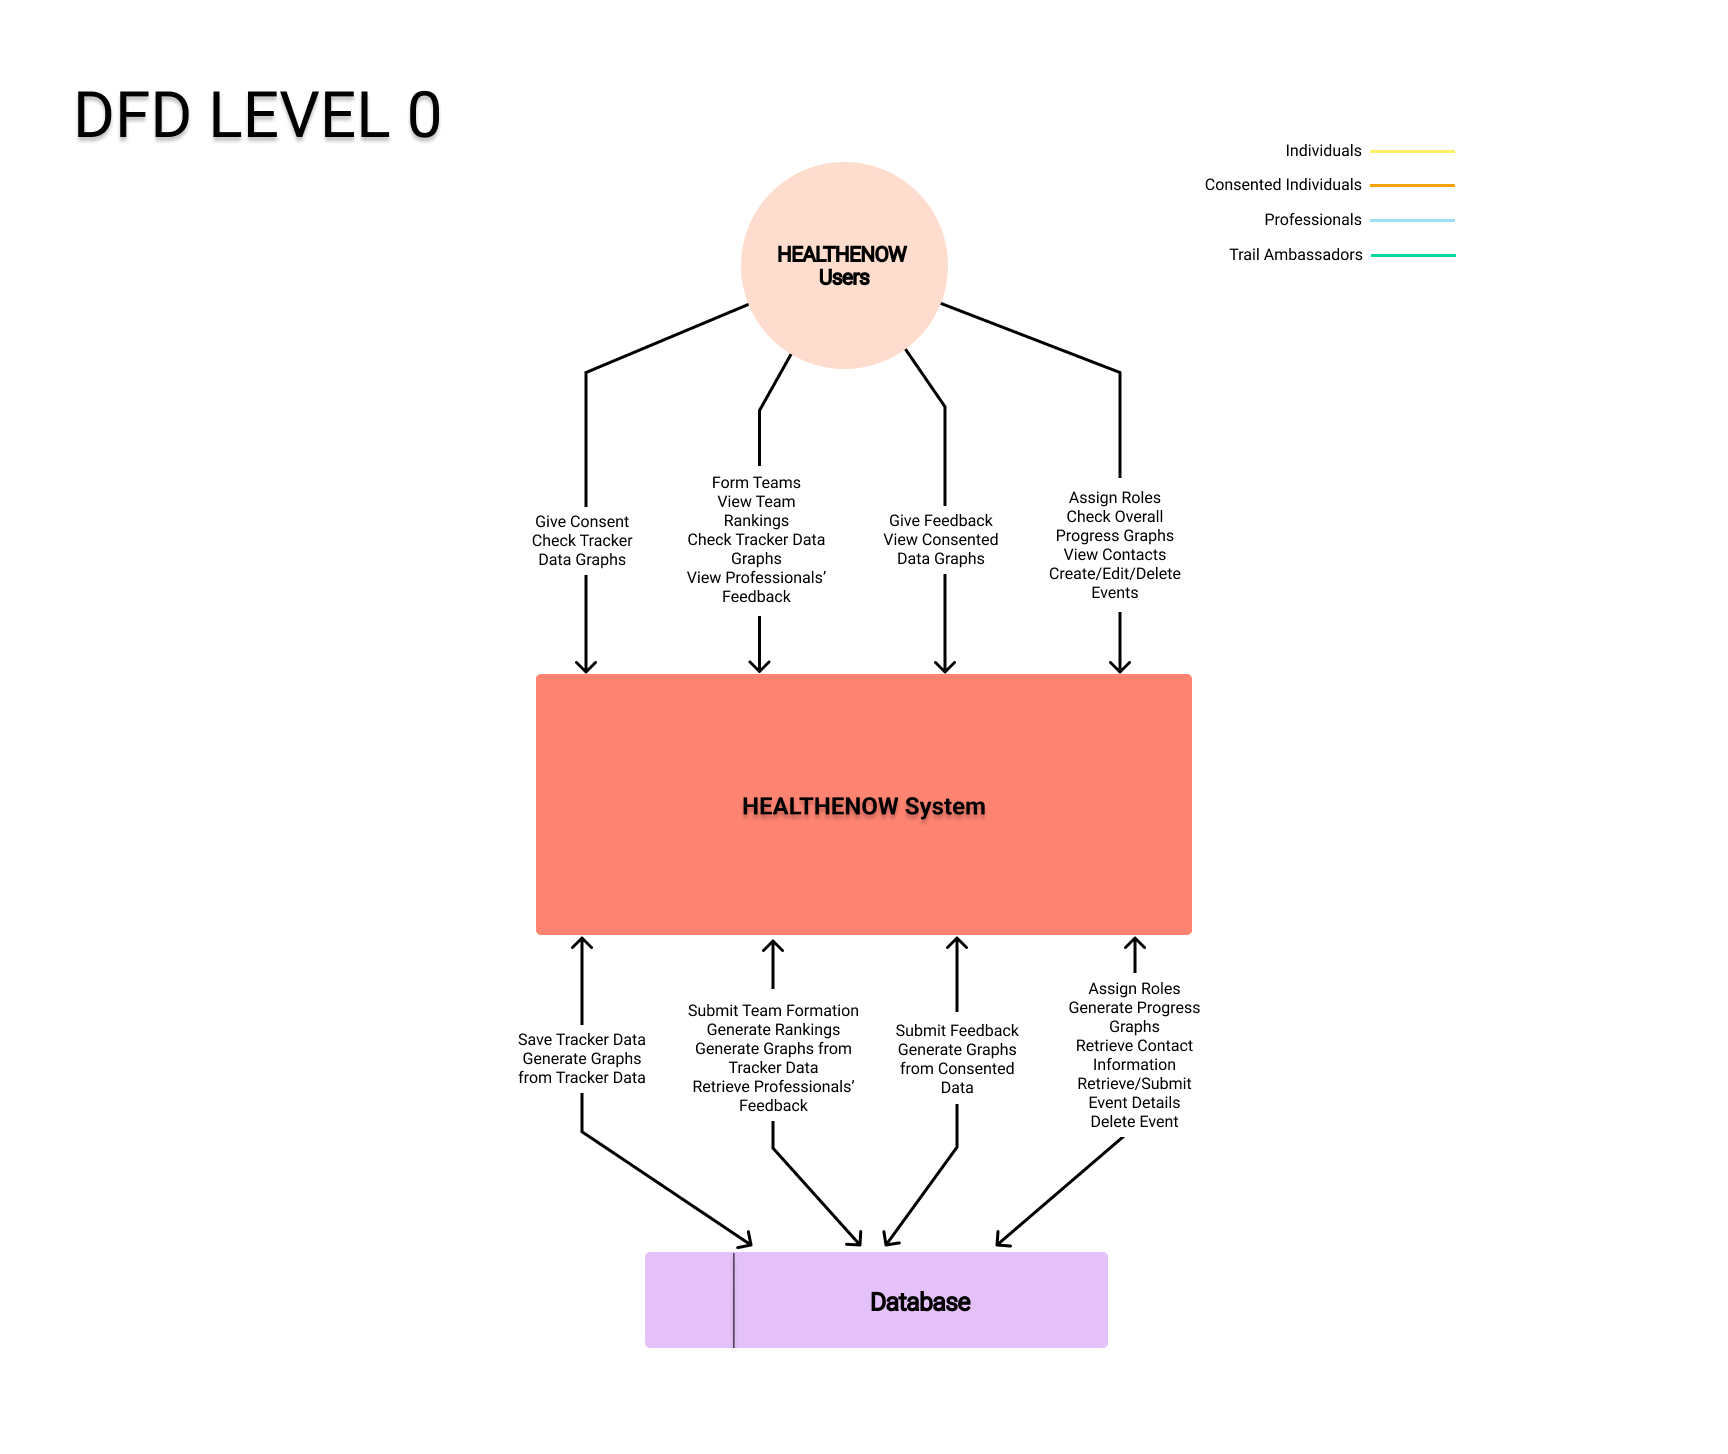 DFD LEVEL 0
Individuals
Consented Individuals
Professionals
Trail Ambassadors
HEALTHENOW
Users
Give Consent
Check Tracker
Data Graphs
Form Teams
View Team
Rankings
Check Tracker Data
Graphs
View Professionals’
Feedback
Give Feedback
View Consented
Data Graphs
Assign Roles
Check Overall
Progress Graphs
View Contacts
Create/Edit/Delete
Events
HEALTHENOW System
Save Tracker Data
Generate Graphs
from Tracker Data
Submit Team Formation
Generate Rankings
Generate Graphs from
Tracker Data
Retrieve Professionals’
Feedback
Submit Feedback
Generate Graphs
from Consented
Data
Assign Roles
Generate Progress
Graphs
Retrieve Contact
Information
Retrieve/Submit
Event Details
Delete Event
Database